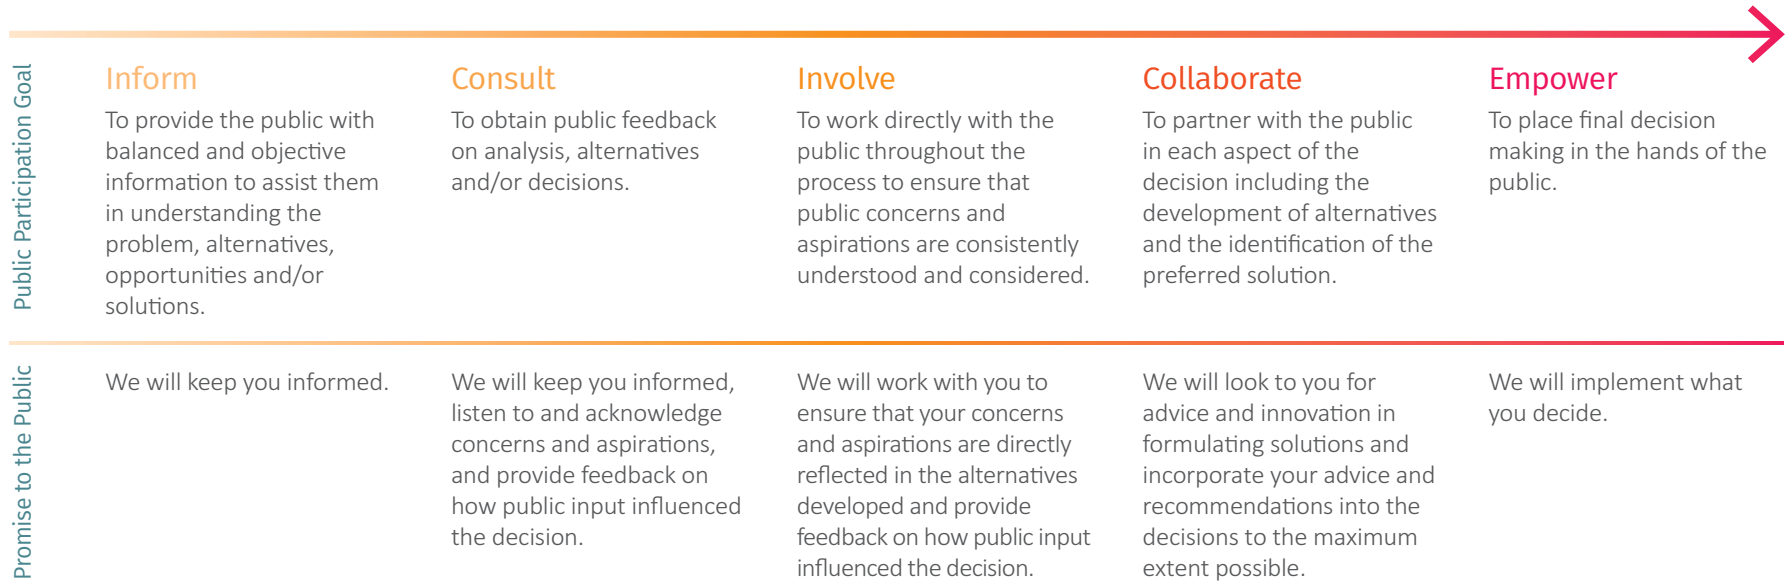 Public Participation Goal
Inform
To provide the public with
balanced and objective
information to assist them
in understanding the
problem, alternatives,
opportunities and/or
solutions.
Consult
To obtain public feedback
on analysis, alternatives
and/or decisions.
Involve
To work directly with the
public throughout the
process to ensure that
public concerns and
aspirations are consistently
understood and considered.
Collaborate
To partner with the public
in each aspect of the
decision including the
development of alternatives
and the identification of the
preferred solution.
Empower
To place final decision
making in the hands of the
public.
Promise to the Public
We will keep you informed.
We will keep you informed,
listen to and acknowledge
concerns and aspirations,
and provide feedback on
how public input influenced
the decision.
We will work with you to
ensure that your concerns
and aspirations are directly
reflected in the alternatives
developed and provide
feedback on how public input
influenced the decision.
We will look to you for
advice and innovation in
formulating solutions and
incorporate your advice and
recommendations into the
decisions to the maximum
extent possible.
We will implement what
you decide.